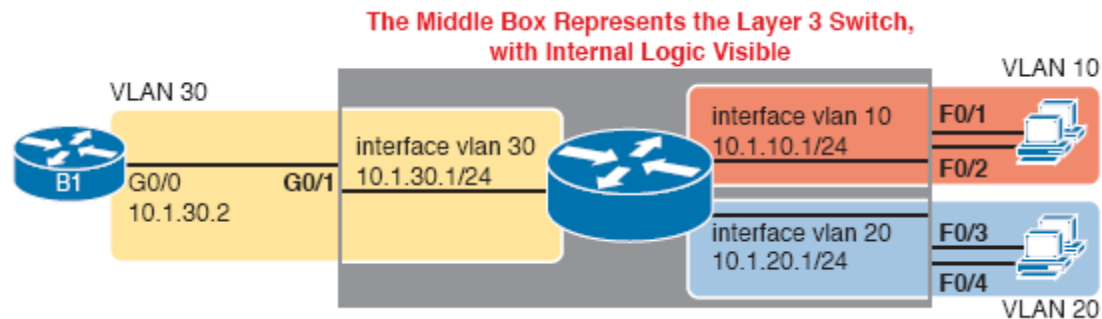 The Middle Box Represents the Layer 3 Switch,
with Internal Logic Visible
VLAN 10
VLAN 30
interface vlan 10
10.1.10.1/24
F0/1
F0/2
interface vlan 30
10.1.30.1/24
B1
G0/0
10.1.30.2
G0/1
interface vlan 20
10.1.20.1/24
F0/3
F0/4
VLAN 20